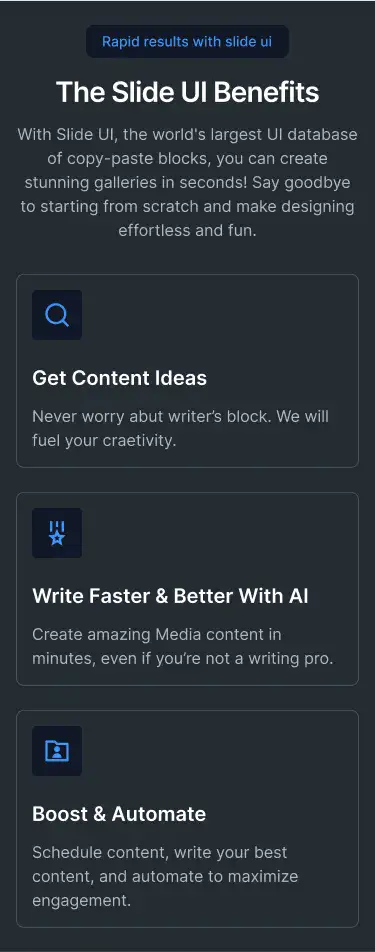 Rapid results with slide ui
The Slide UI Benefits
With Slide UI, the world's largest UI database
of copy-paste blocks, you can create
stunning galleries in seconds! Say goodbye
to starting from scratch and make designing
effortless and fun.
Get Content Ideas
Never worry abut writer’s block. We will
fuel your craetivity.
Write Faster & Better With AI
Create amazing Media content in
minutes, even if you’re not a writing pro.
Boost & Automate
Schedule content, write your best
content, and automate to maximize
engagement.